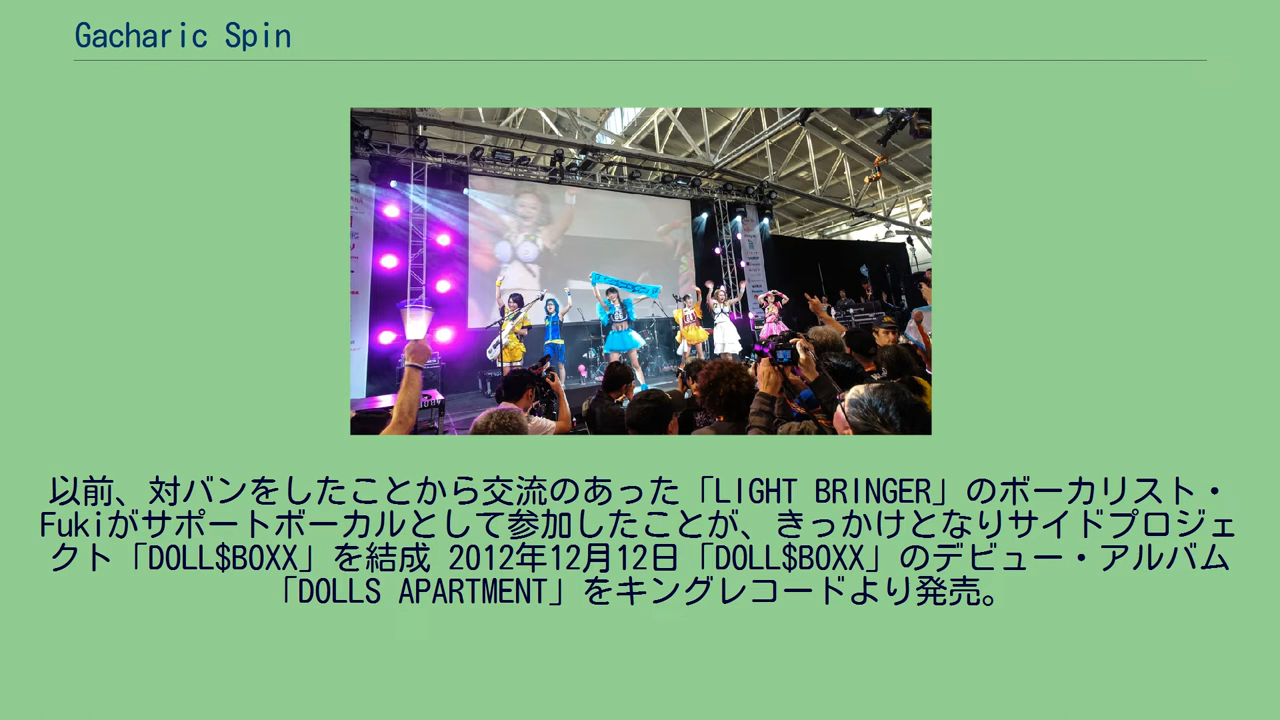 Gacharic Spin
以前、対バンをしたことから交流のあった「LIGHT BRINGER」のボーカリスト・
Fukiがサポートボーカルとして参加したことが、きっかけとなりサイドプロジェ
クト「DOLL$BOXX」を結成 2012年12月12日「DOLL$BOXX」のデビュー・アルバム
「DOLLS APARTMENT」をキングレコードより発売。